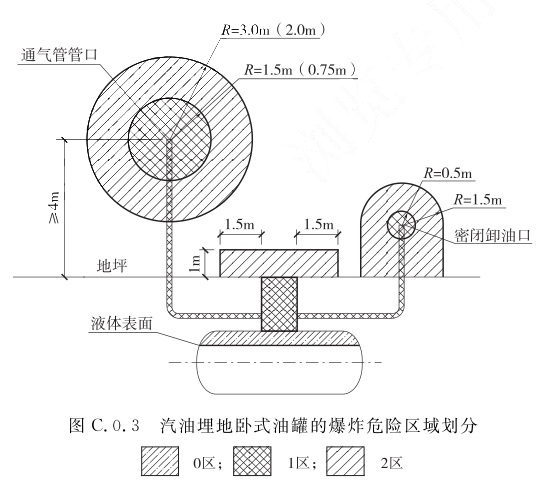 R=3.0m（2.0m）
通气管管口
R=1.5m（0.75m）
≥4m
R=0.5m
R=1.5m
1.5m
1.5m
密闭卸油口
1m
地坪
液体表面
图 C.0.3 汽油埋地卧式油罐的爆炸危险区域划分
0区； 1区； 2区